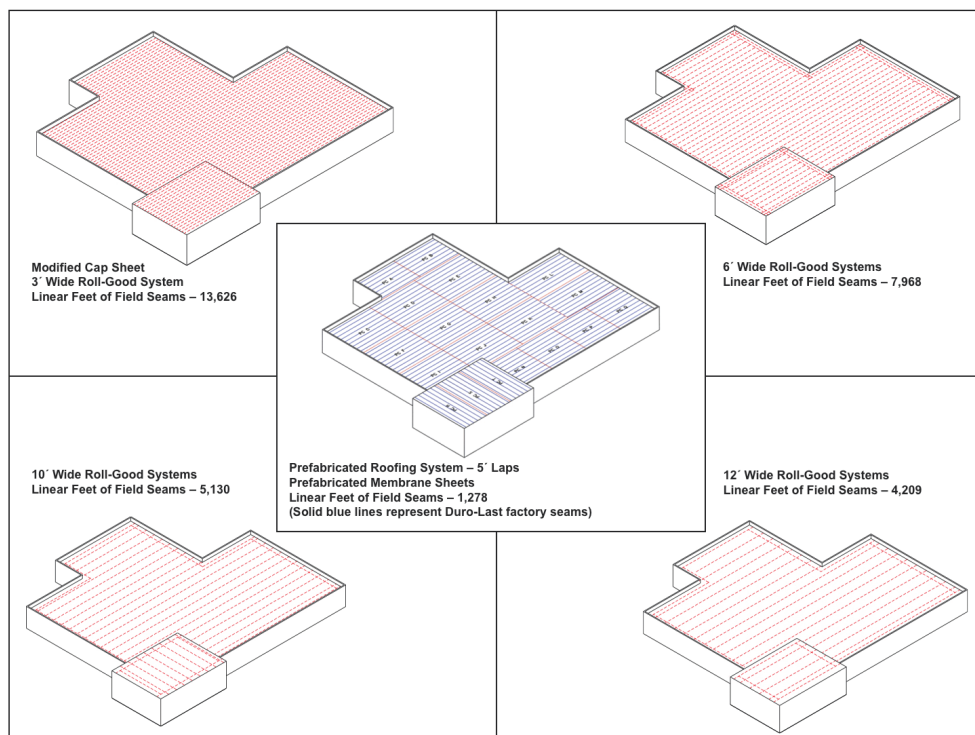 Modified Cap Sheet
3´ Wide Roll-Good System
Linear Feet of Field Seams – 13,626
6´ Wide Roll-Good Systems
Linear Feet of Field Seams – 7,968
Prefabricated Roofing System – 5´ Laps
Prefabricated Membrane Sheets
Linear Feet of Field Seams – 1,278
(Solid blue lines represent Duro-Last factory seams)
10´ Wide Roll-Good Systems
Linear Feet of Field Seams – 5,130
12´ Wide Roll-Good Systems
Linear Feet of Field Seams – 4,209